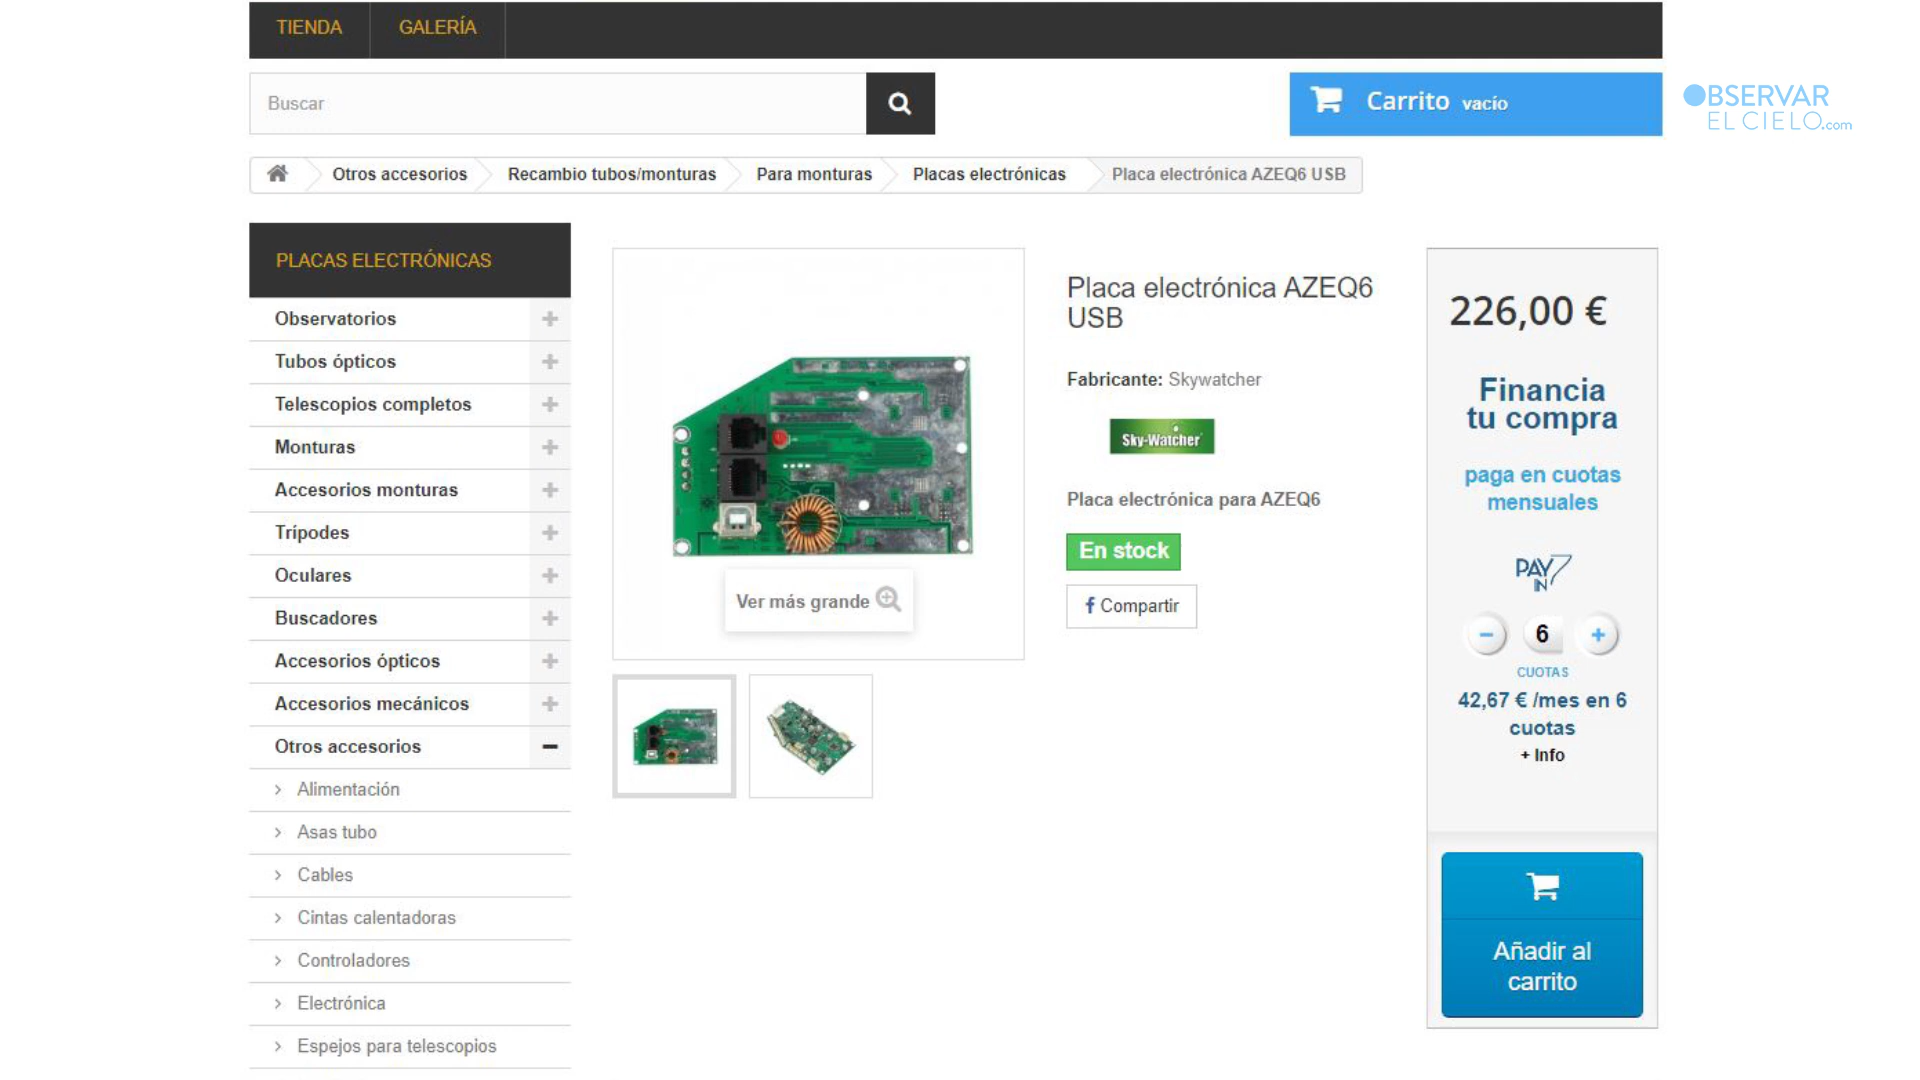 TIENDA
GALERÍA
Buscar
Carrito vacío
OBSERVAR
EL CIELO.com
Otros accesorios
Recambio tubos/monturas
Para monturas
Placas electrónicas
Placa electrónica AZEQ6 USB
PLACAS ELECTRÓNICAS
Observatorios
Tubos ópticos
Telescopios completos
Monturas
Accesorios monturas
Trípodes
Oculares
Buscadores
Accesorios ópticos
Accesorios mecánicos
Otros accesorios
Alimentación
Asas tubo
Cables
Cintas calentadoras
Controladores
Electrónica
Espejos para telescopios
Ver más grande
Placa electrónica AZEQ6
USB
Fabricante: Skywatcher
Sky-Watcher
Placa electrónica para AZEQ6
En stock
Compartir
226,00 €
Financia
tu compra
paga en cuotas
mensuales
PAY
IN 7
− 6 +
CUOTAS
42,67 € /mes en 6
cuotas
+ Info
Añadir al
carrito